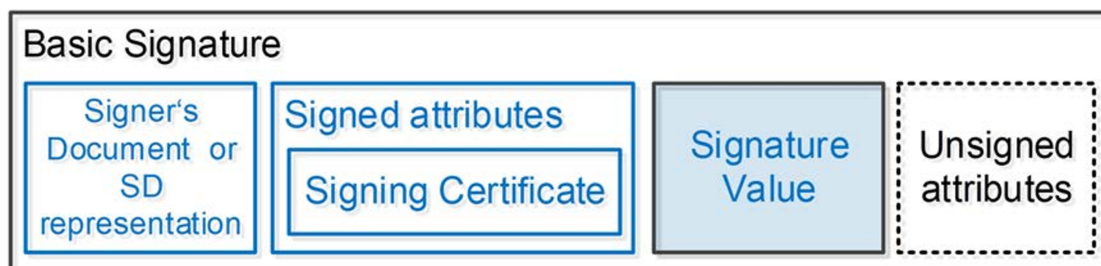 Basic Signature
Signer‘s
Document or
SD
representation
Signed attributes
Signing Certificate
Signature
Value
Unsigned
attributes